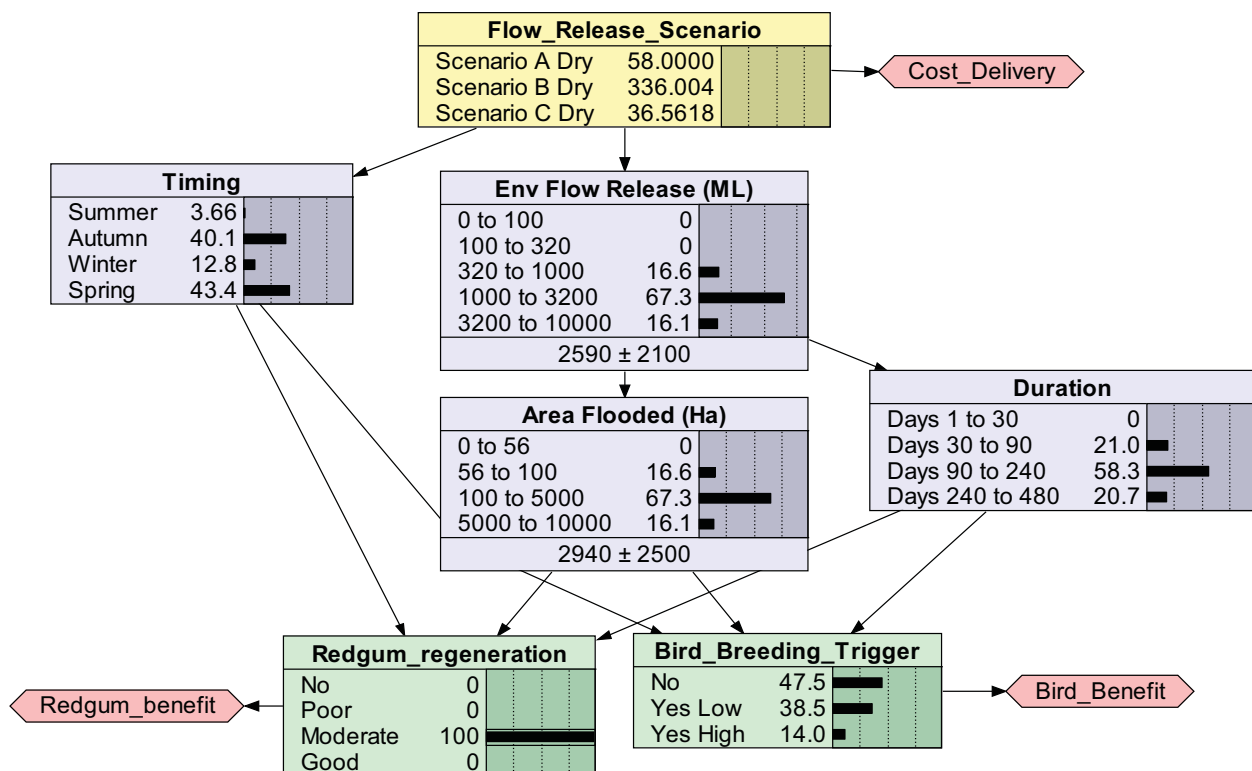 Flow_Release_Scenario
Scenario A Dry 58.0000
Scenario B Dry 336.004
Scenario C Dry 36.5618
Cost_Delivery
Timing
Summer 3.66
Autumn 40.1
Winter 12.8
Spring 43.4
Env Flow Release (ML)
0 to 100 0
100 to 320 0
320 to 1000 16.6
1000 to 3200 67.3
3200 to 10000 16.1
2590 ± 2100
Area Flooded (Ha)
0 to 56 0
56 to 100 16.6
100 to 5000 67.3
5000 to 10000 16.1
2940 ± 2500
Duration
Days 1 to 30 0
Days 30 to 90 21.0
Days 90 to 240 58.3
Days 240 to 480 20.7
Redgum_regeneration
No 0
Poor 0
Moderate 100
Good 0
Redgum_benefit
Bird_Breeding_Trigger
No 47.5
Yes Low 38.5
Yes High 14.0
Bird_Benefit